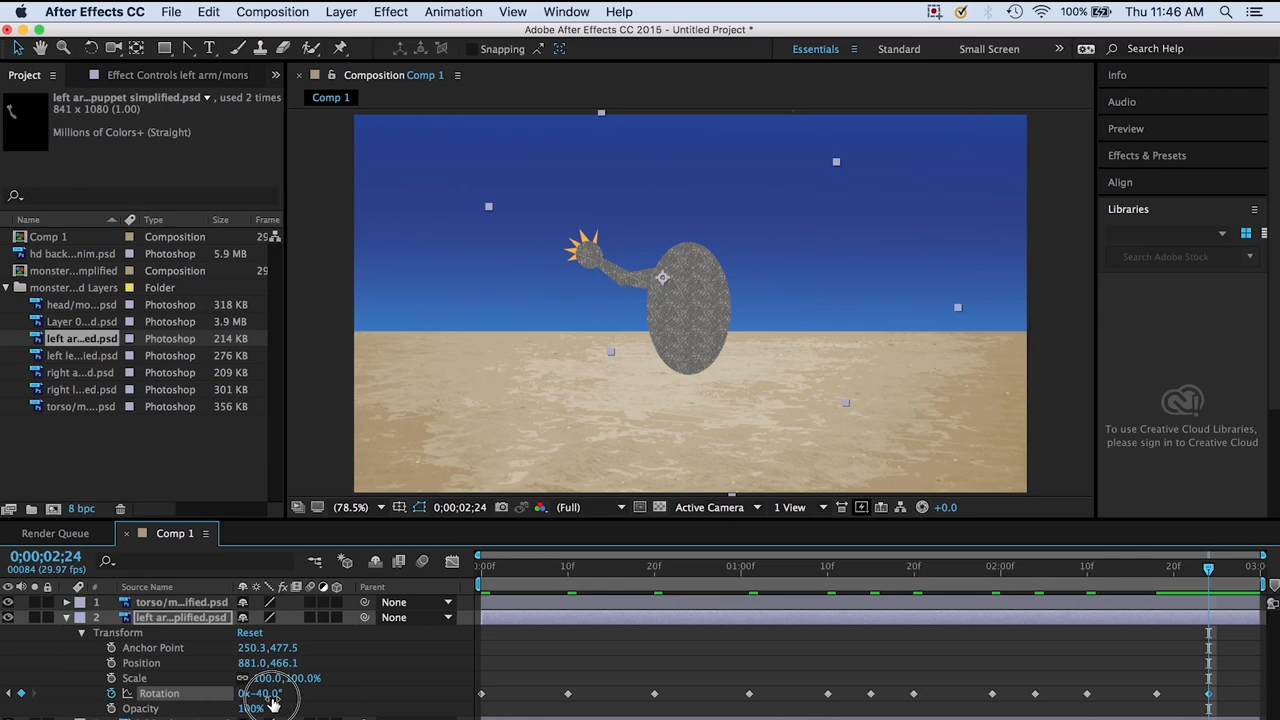 After Effects CC File Edit Composition Layer Effect Animation View Window Help 100% Thu 11:46 AM
Adobe After Effects CC 2015 - Untitled Project *
Snapping Essentials Standard Small Screen Search Help
Project Effect Controls left arm/mons
Composition Comp 1
Comp 1
left ar...puppet simplified.psd, used 2 times
841 x 1080 (1.00)
Millions of Colors+ (Straight)
Name Type Size Frame
Comp 1 Composition 29
hd back...nim.psd Photoshop 5.9 MB
monster...mplified Composition 29
monster...d Layers Folder
head/mo...psd Photoshop 318 KB
Layer 0...d.psd Photoshop 3.9 MB
left ar...ed.psd Photoshop 214 KB
left le...ied.psd Photoshop 276 KB
right a...d.psd Photoshop 209 KB
right l...ed.psd Photoshop 301 KB
torso/m....psd Photoshop 356 KB
8 bpc
(78.5%) 0;00;02;24 (Full) Active Camera 1 View +0.0
Info
Audio
Preview
Effects & Presets
Align
Libraries
Search Adobe Stock
To use Creative Cloud Libraries,
please sign in to Creative Cloud
Render Queue Comp 1
0;00;02;24
00084 (29.97 fps)
:00f 10f 20f 01:00f 10f 20f 02:00f 10f 20f 03:0
# Source Name Parent
1 torso/m...ified.psd None
2 left ar...plified.psd None
Transform Reset
Anchor Point 250.3,477.5
Position 881.0,466.1
Scale 100.0,100.0%
Rotation 0x-40.0°
Opacity 100%